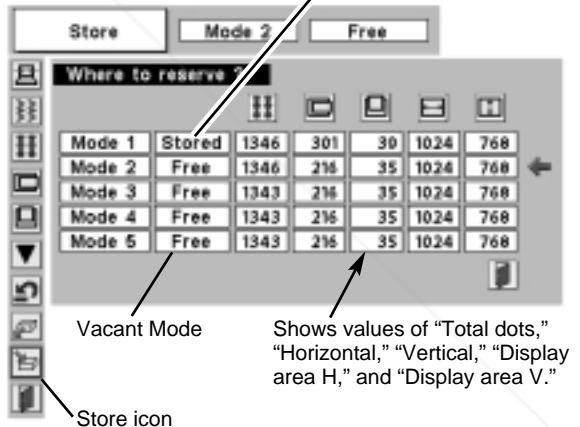 Store Mode 2 Free
Where to reserve ?
Mode 1 Stored 1346 301 30 1024 768
Mode 2 Free 1346 216 35 1024 768
Mode 3 Free 1343 216 35 1024 768
Mode 4 Free 1343 216 35 1024 768
Mode 5 Free 1343 216 35 1024 768
Vacant Mode
Shows values of “Total dots,”
“Horizontal,” “Vertical,” “Display
area H,” and “Display area V.”
Store icon